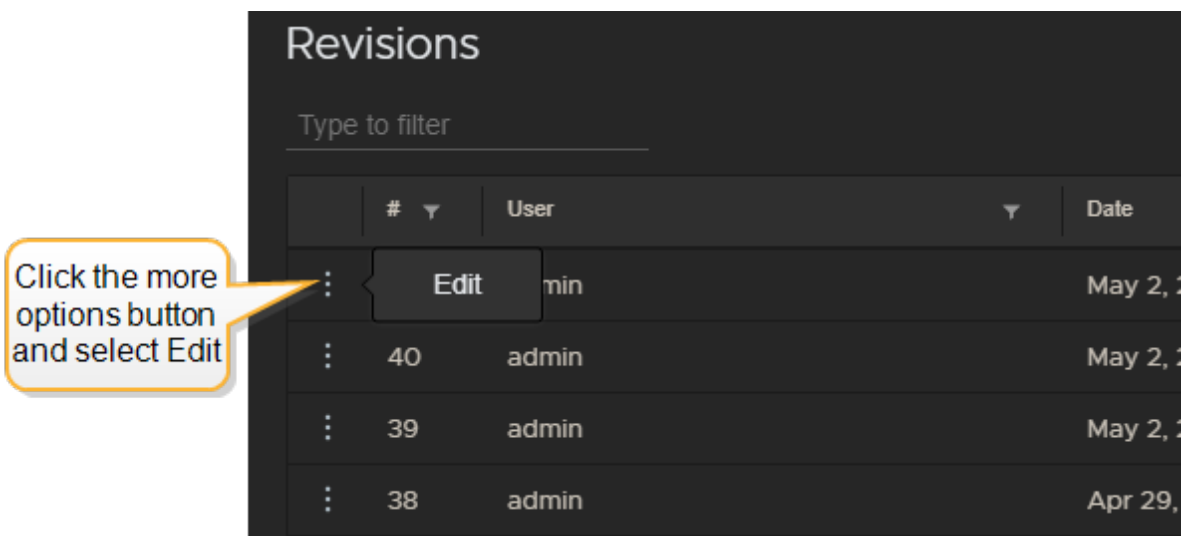 Revisions
Type to filter
# User Date
Click the more
options button
and select Edit
Edit min May 2,
40 admin May 2,
39 admin May 2,
38 admin Apr 29,